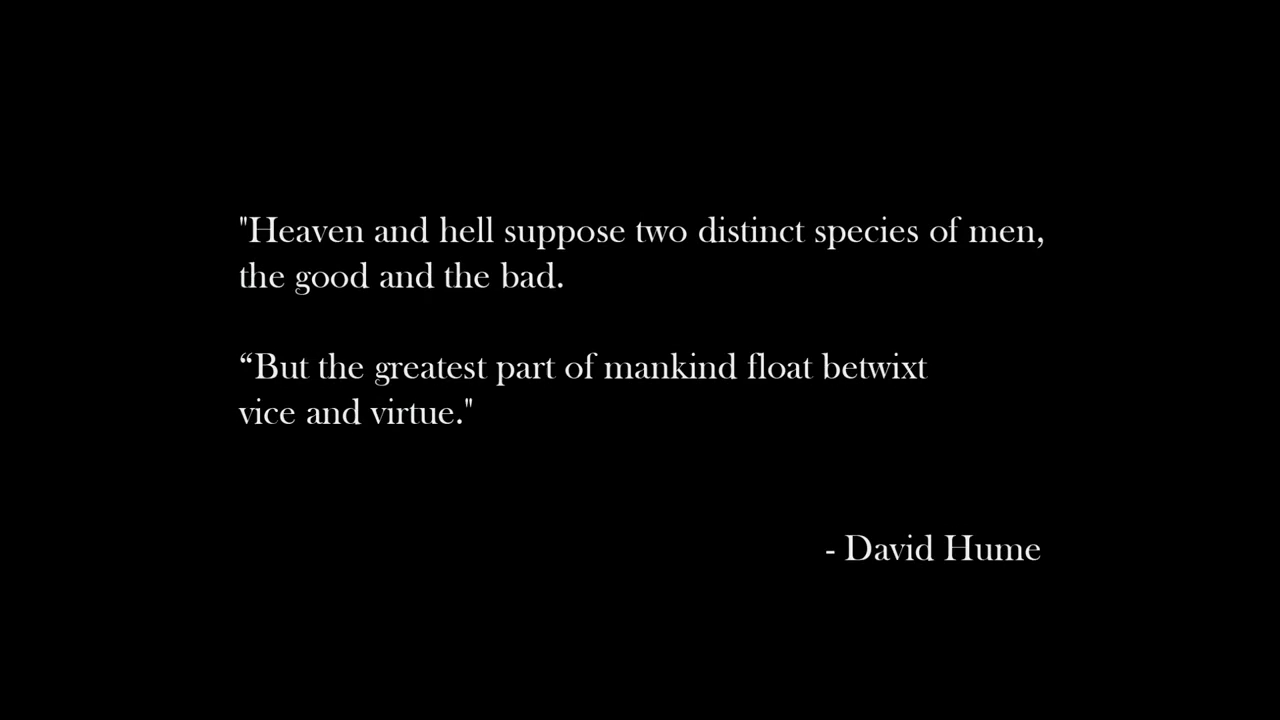 "Heaven and hell suppose two distinct species of men,
the good and the bad.
“But the greatest part of mankind float betwixt
vice and virtue."
- David Hume